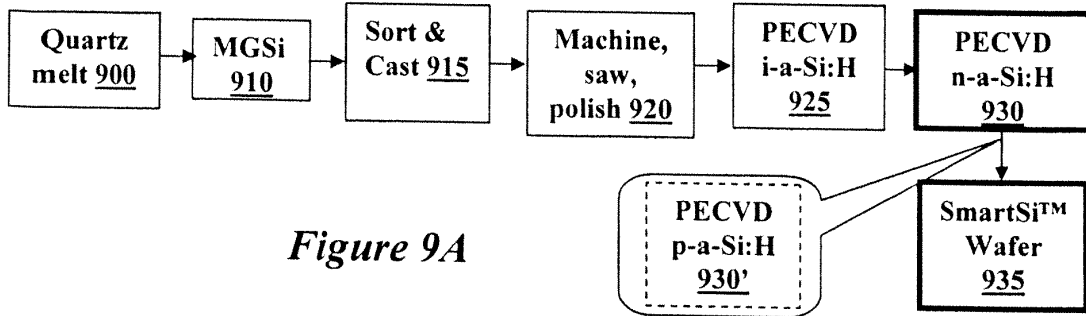 Quartz
melt 900
MGSi
910
Sort &
Cast 915
Machine,
saw,
polish 920
PECVD
i-a-Si:H
925
PECVD
n-a-Si:H
930
PECVD
p-a-Si:H
930’
SmartSi™
Wafer
935
Figure 9A